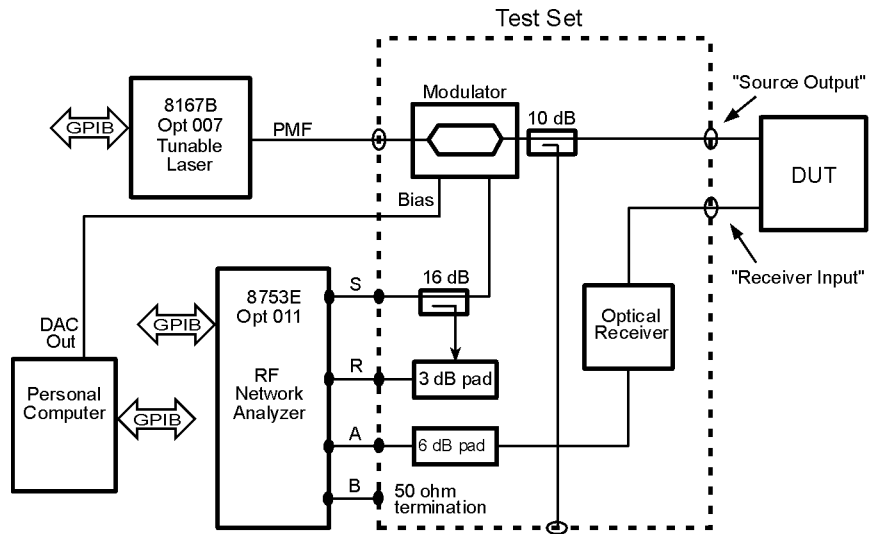 Test Set
8167B
Opt 007
Tunable
Laser
GPIB
PMF
Modulator
10 dB
"Source Output"
DUT
Bias
"Receiver Input"
8753E
Opt 011
RF
Network
Analyzer
GPIB
S
16 dB
Optical
Receiver
DAC
Out
R
3 dB pad
Personal
Computer
GPIB
A
6 dB pad
B
50 ohm
termination